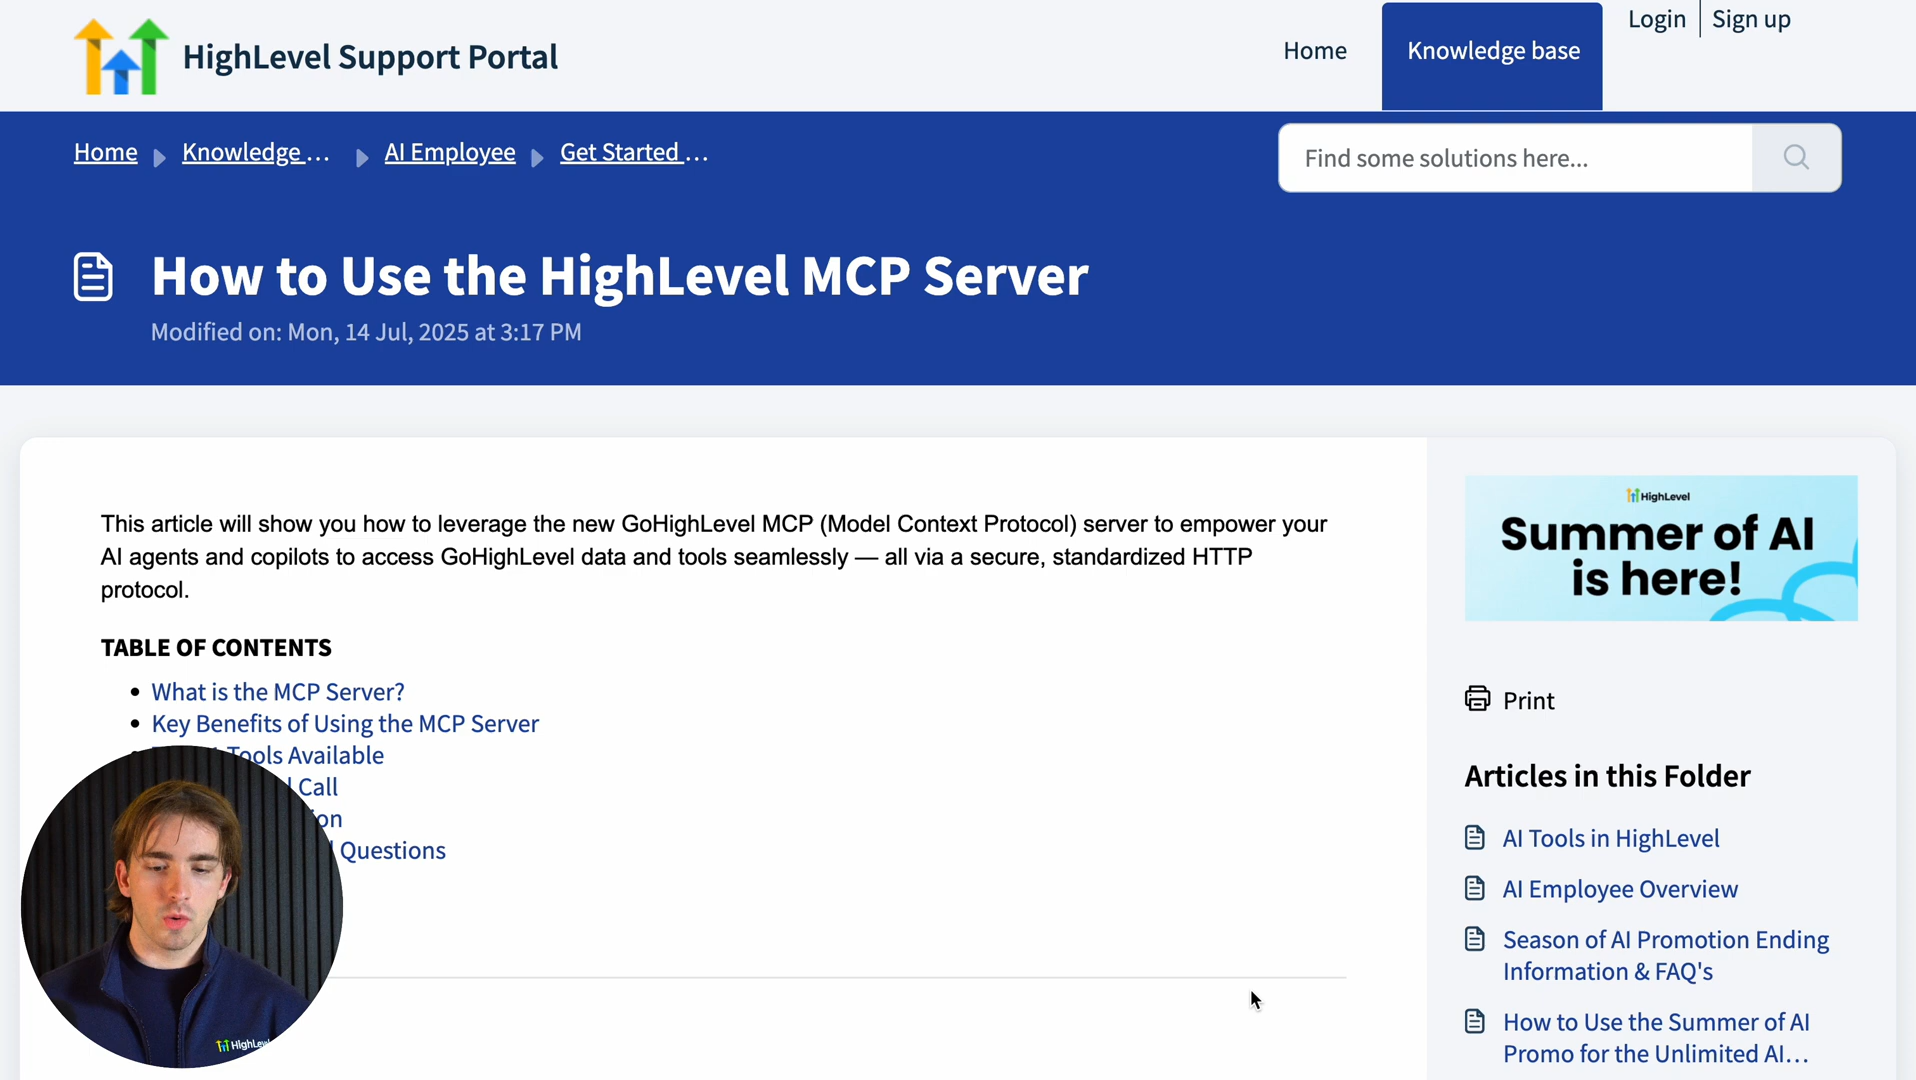 HighLevel Support Portal
Home
Knowledge base
Login
Sign up
Home
Knowledge ...
AI Employee
Get Started ...
Find some solutions here...
How to Use the HighLevel MCP Server
Modified on: Mon, 14 Jul, 2025 at 3:17 PM
This article will show you how to leverage the new GoHighLevel MCP (Model Context Protocol) server to empower your
AI agents and copilots to access GoHighLevel data and tools seamlessly — all via a secure, standardized HTTP
protocol.
TABLE OF CONTENTS
What is the MCP Server?
Key Benefits of Using the MCP Server
Tools Available
Call
Questions
HighLevel
Summer of AI
is here!
Print
Articles in this Folder
AI Tools in HighLevel
AI Employee Overview
Season of AI Promotion Ending
Information & FAQ's
How to Use the Summer of AI
Promo for the Unlimited AI...